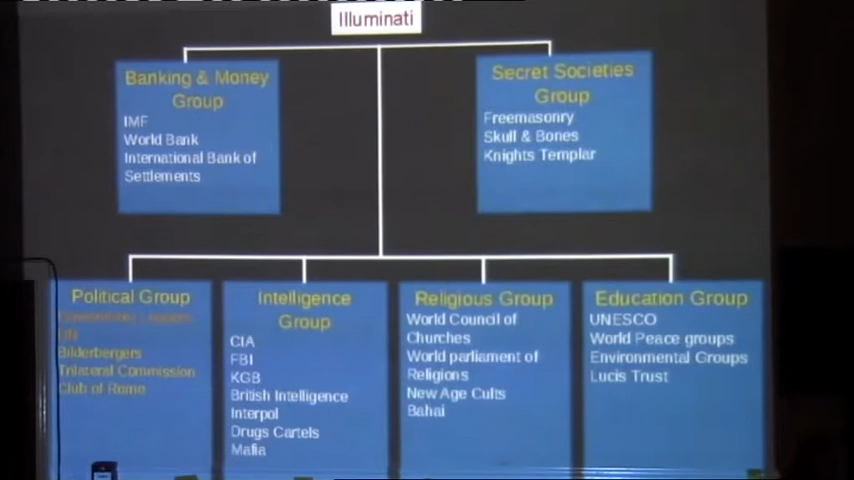 Illuminati
Banking & Money
Group
IMF
World Bank
International Bank of
Settlements
Secret Societies
Group
Freemasonry
Skull & Bones
Knights Templar
Political Group
UN
Bilderbergers
Trilateral Commission
Club of Rome
Intelligence
Group
CIA
FBI
KGB
British Intelligence
Interpol
Drugs Cartels
Mafia
Religious Group
World Council of
Churches
World parliament of
Religions
New Age Cults
Bahai
Education Group
UNESCO
World Peace groups
Environmental Groups
Lucis Trust